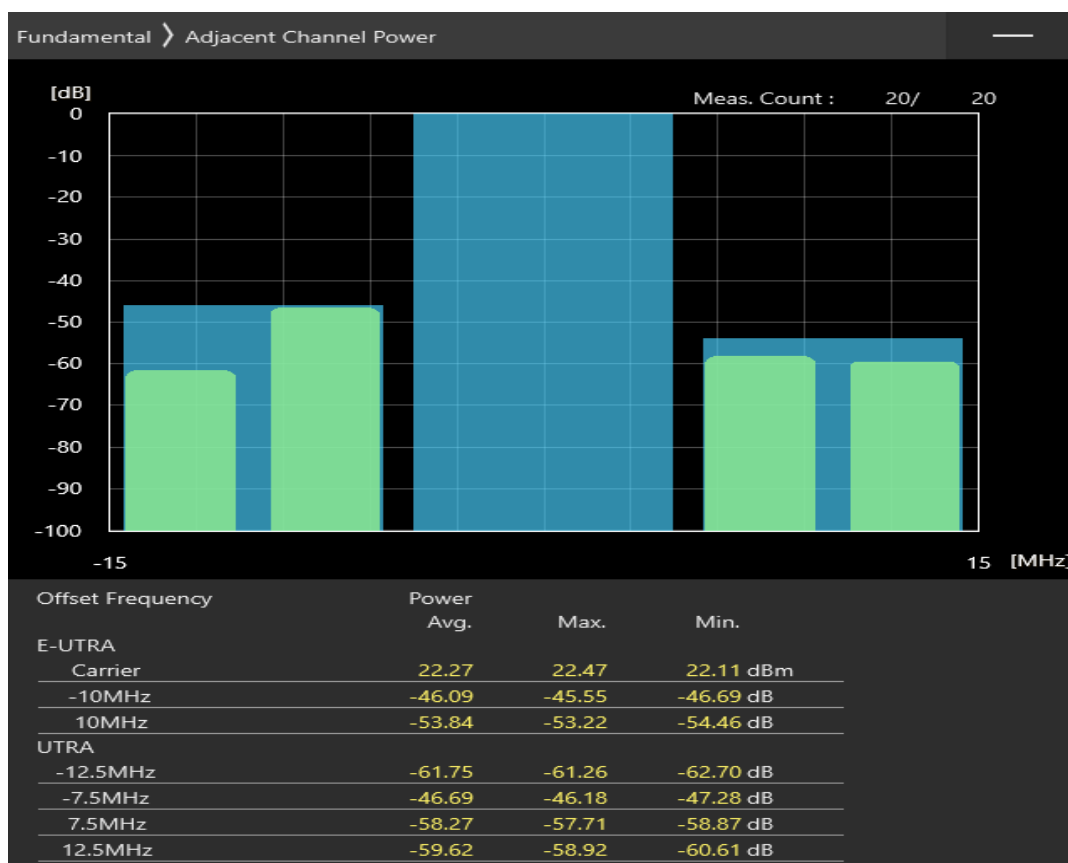 Fundamental ❯ Adjacent Channel Power
[dB]
Meas. Count : 20/ 20
0
-10
-20
-30
-40
-50
-60
-70
-80
-90
-100
-15 15 [MHz]
Offset Frequency Power
Avg. Max. Min.
E-UTRA
Carrier 22.27 22.47 22.11 dBm
-10MHz -46.09 -45.55 -46.69 dB
10MHz -53.84 -53.22 -54.46 dB
UTRA
-12.5MHz -61.75 -61.26 -62.70 dB
-7.5MHz -46.69 -46.18 -47.28 dB
7.5MHz -58.27 -57.71 -58.87 dB
12.5MHz -59.62 -58.92 -60.61 dB